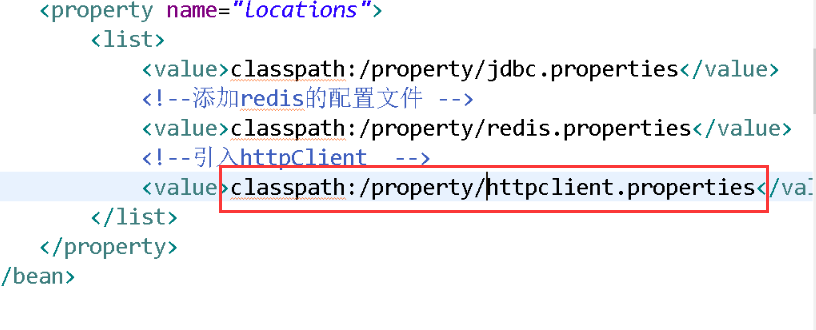 <property name="locations">
<list>
<value>classpath:/property/jdbc.properties</value>
<!--添加redis的配置文件 -->
<value>classpath:/property/redis.properties</value>
<!--引入httpClient  -->
<value>classpath:/property/httpclient.properties</val
</list>
</property>
/bean>